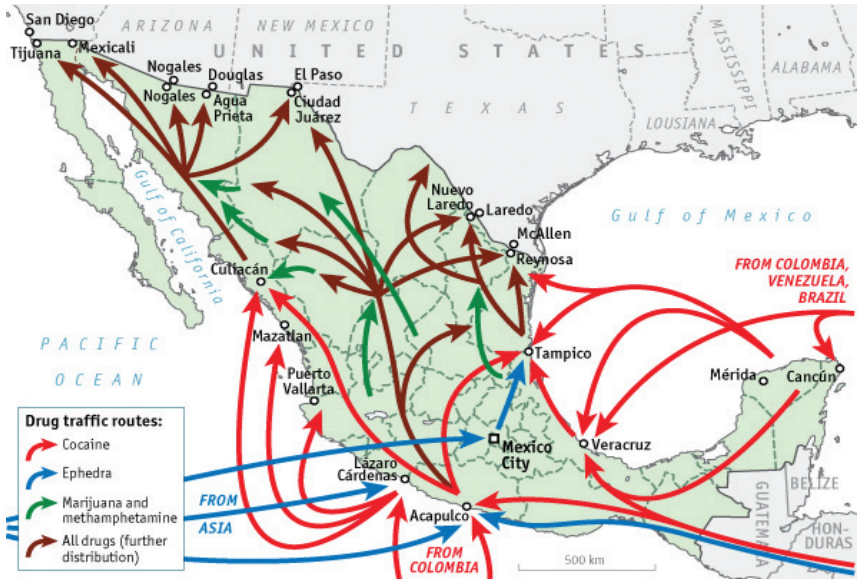 San Diego
ARIZONA
NEW MEXICO
Tijuana
Mexicali
UNITED STATES
MISSISSIPPI
ALABAMA
Nogales
Douglas
El Paso
Nogales
Agua
Prieta
Ciudad
Juárez
TEXAS
LOUSIANA
Gulf of California
Nuevo
Laredo
Laredo
Gulf of Mexico
McAllen
Reynosa
Culiacán
FROM COLOMBIA,
VENEZUELA,
BRAZIL
Mazatlan
PACIFIC
OCEAN
Tampico
Puerto
Vallarta
Mérida
Cancún
Drug traffic routes:
Cocaine
Ephedra
Marijuana and
methamphetamine
All drugs (further
distribution)
Mexico
City
Veracruz
Lázaro
Cárdenas
FROM
ASIA
Acapulco
FROM
COLOMBIA
500 km
GUATEMALA
BELIZE
HON-
DURAS